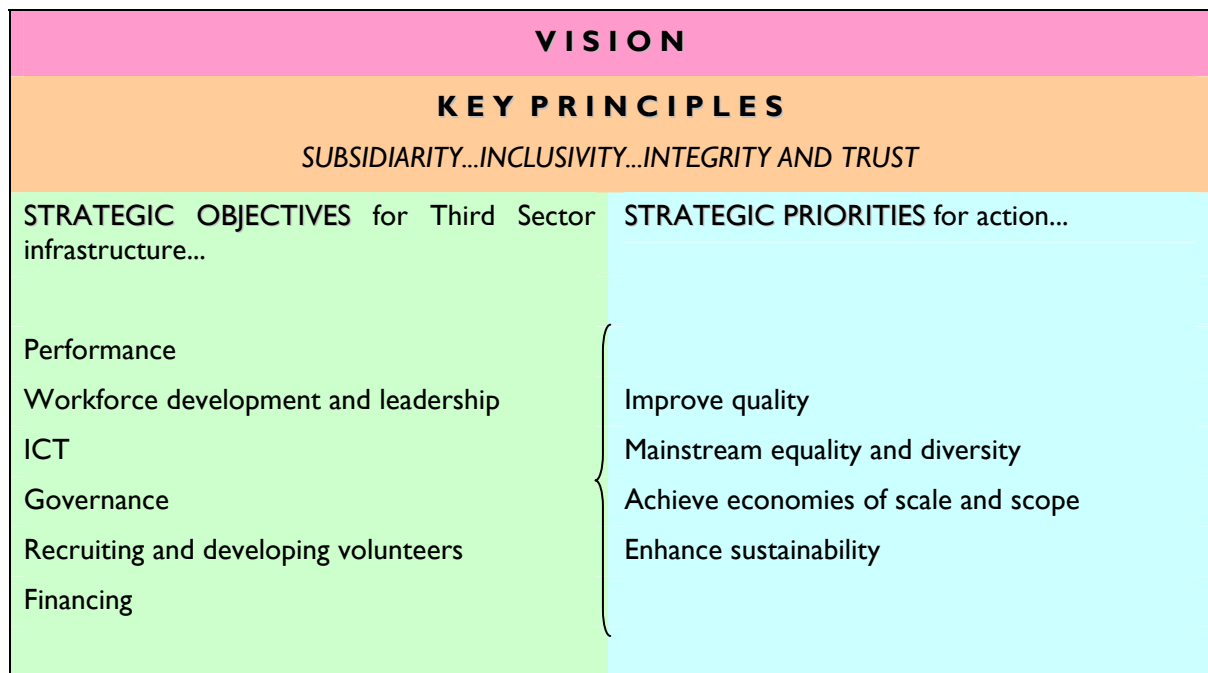 VISION
KEY PRINCIPLES
SUBSIDIARITY...INCLUSIVITY...INTEGRITY AND TRUST
STRATEGIC OBJECTIVES for Third Sector
infrastructure...
Performance
Workforce development and leadership
ICT
Governance
Recruiting and developing volunteers
Financing
STRATEGIC PRIORITIES for action...
Improve quality
Mainstream equality and diversity
Achieve economies of scale and scope
Enhance sustainability